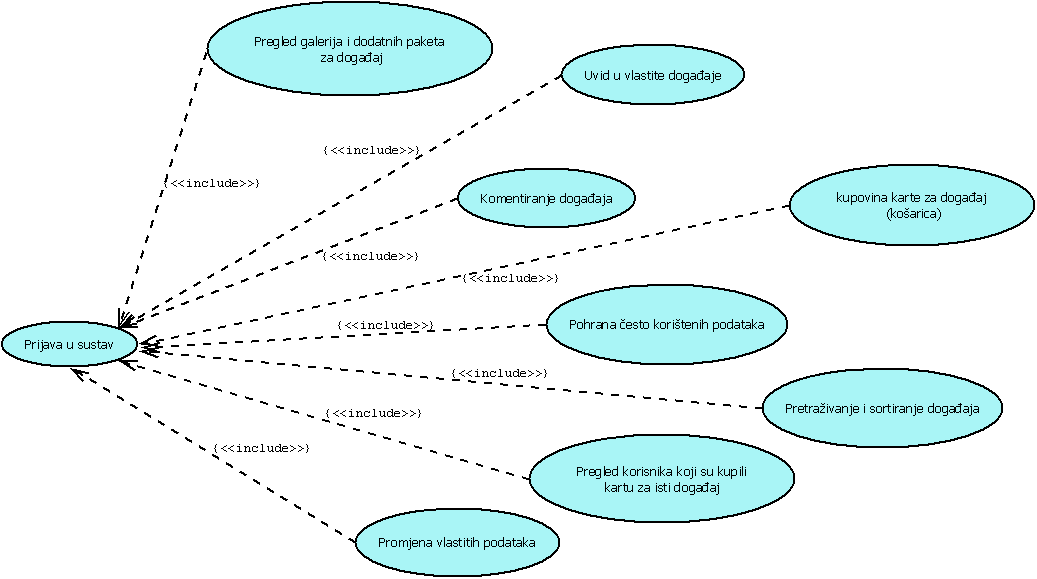 Pregled galerija i dodatnih paketa
za događaj
Uvid u vlastite događaje
{<<include>>}
{<<include>>}
Komentiranje događaja
kupovina karte za događaj
(košarica)
{<<include>>}
{<<include>>}
Pohrana često korištenih podataka
{<<include>>}
Prijava u sustav
{<<include>>}
Pretraživanje i sortiranje događaja
{<<include>>}
{<<include>>}
Pregled korisnika koji su kupili
kartu za isti događaj
Promjena vlastitih podataka